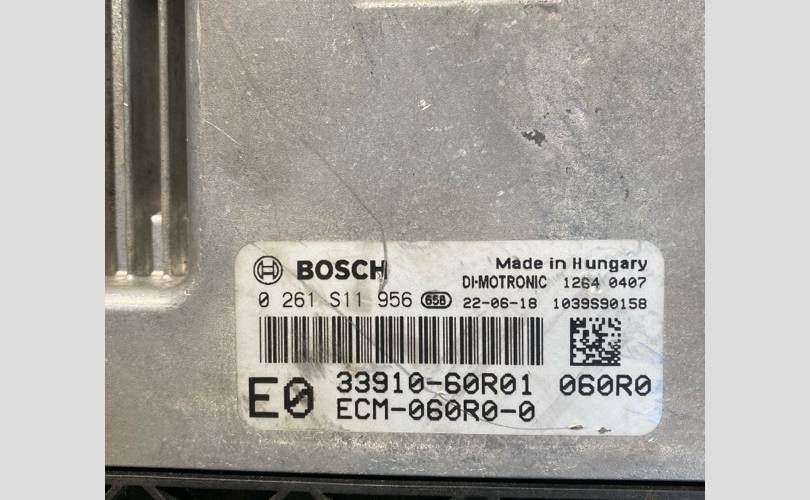 BOSCH Made in Hungary
DI-MOTRONIC 1264 0407
0 261 S11 956 658 22-06-18 1039S90158
E0 33910-60R01 060R0
ECM-060R0-0